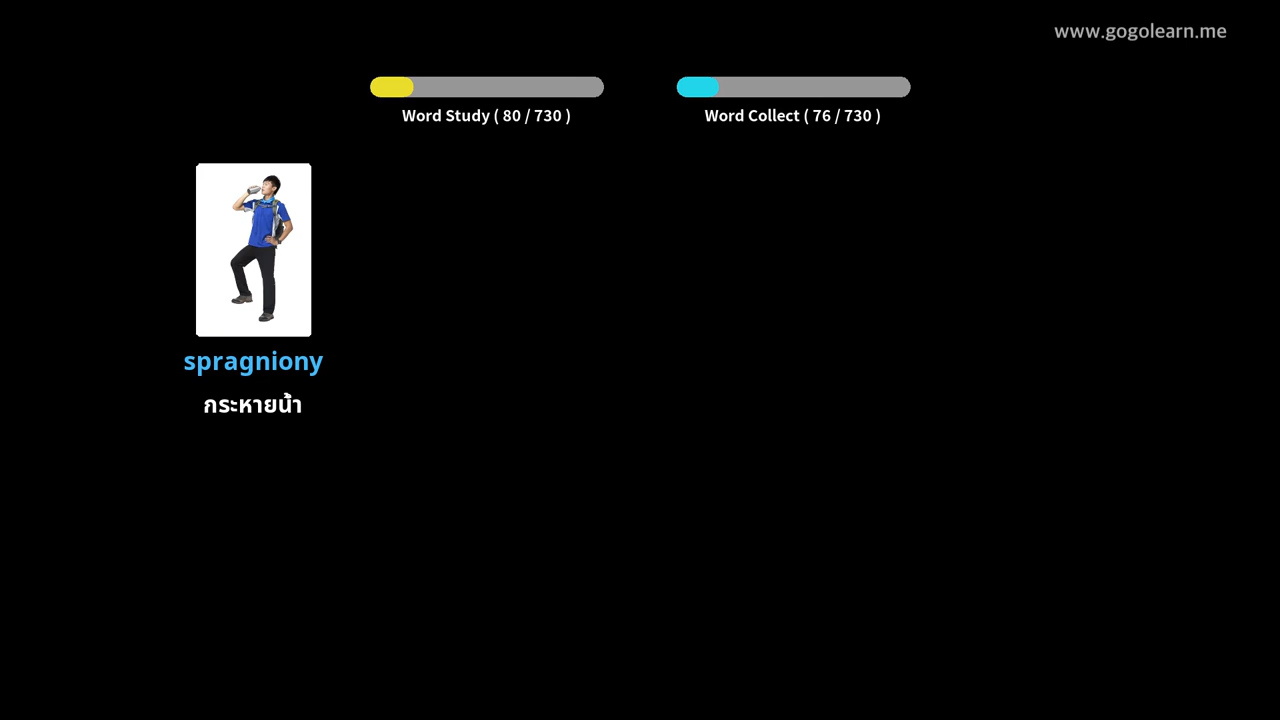 www.gogolearn.me
Word Study ( 80 / 730 )
Word Collect ( 76 / 730 )
spragniony
กระหายน้ำ